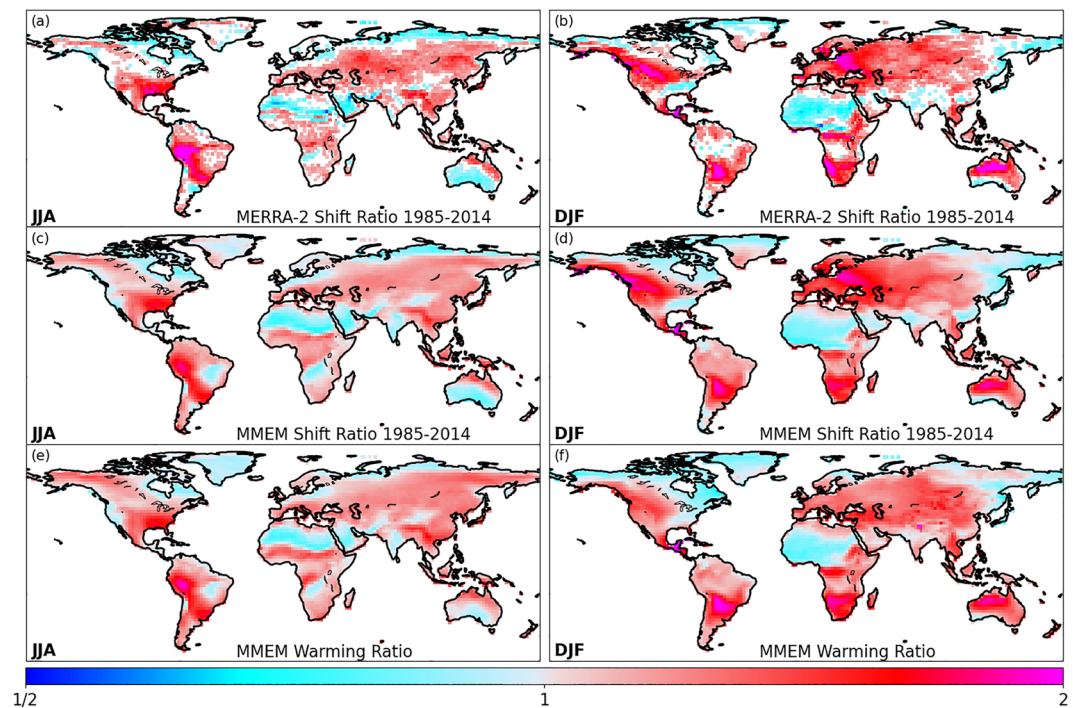 (a)
JJA MERRA-2 Shift Ratio 1985-2014
(b)
DJF MERRA-2 Shift Ratio 1985-2014
(c)
JJA MMEM Shift Ratio 1985-2014
(d)
DJF MMEM Shift Ratio 1985-2014
(e)
JJA MMEM Warming Ratio
(f)
DJF MMEM Warming Ratio
1/2 1 2